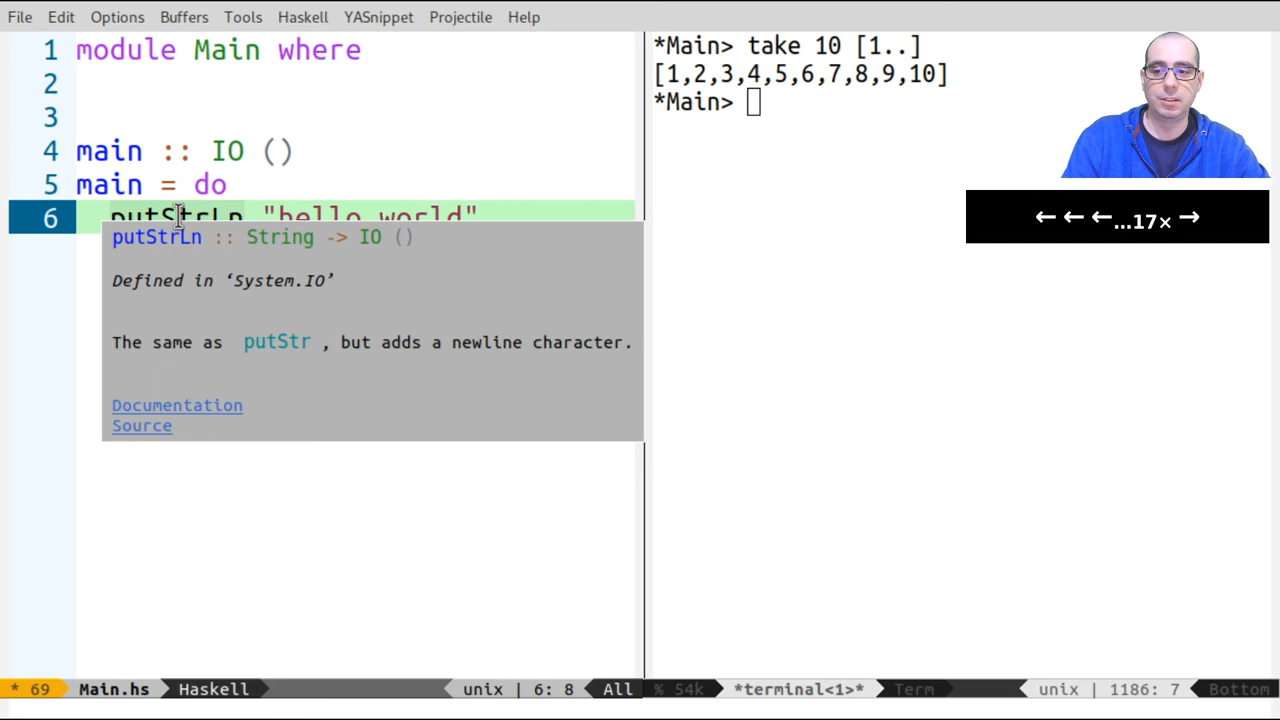 File Edit Options Buffers Tools Haskell YASnippet Projectile Help
1 module Main where
2
3
4 main :: IO ()
5 main = do
6 putStrLn "hello world"
putStrLn :: String -> IO ()
Defined in ‘System.IO’
The same as putStr , but adds a newline character.
Documentation
Source
*Main> take 10 [1..]
[1,2,3,4,5,6,7,8,9,10]
*Main>
← ← ←...17× →
* 69 Main.hs Haskell unix | 6: 8 All
% 54k *terminal<1>* Term unix | 1186: 7 Bottom